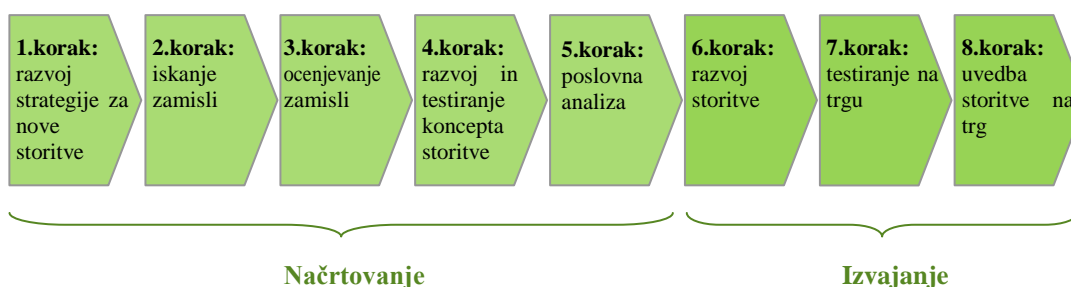 1.korak:
razvoj
strategije za
nove
storitve
2.korak:
iskanje
zamisli
3.korak:
ocenjevanje
zamisli
4.korak:
razvoj in
testiranje
koncepta
storitve
5.korak:
poslovna
analiza
6.korak:
razvoj
storitve
7.korak:
testiranje na
trgu
8.korak:
uvedba
storitve na
trg
Načrtovanje
Izvajanje